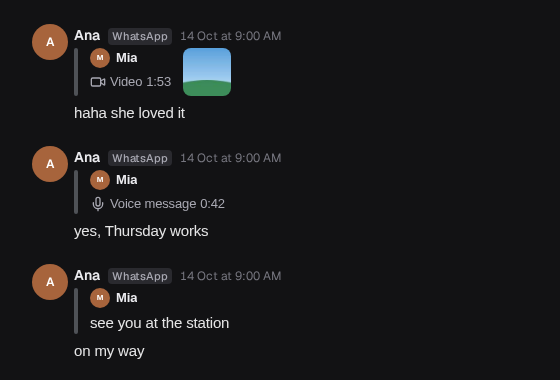 A
Ana WhatsApp 14 Oct at 9:00 AM
M Mia
Video 1:53
haha she loved it
A
Ana WhatsApp 14 Oct at 9:00 AM
M Mia
Voice message 0:42
yes, Thursday works
A
Ana WhatsApp 14 Oct at 9:00 AM
M Mia
see you at the station
on my way